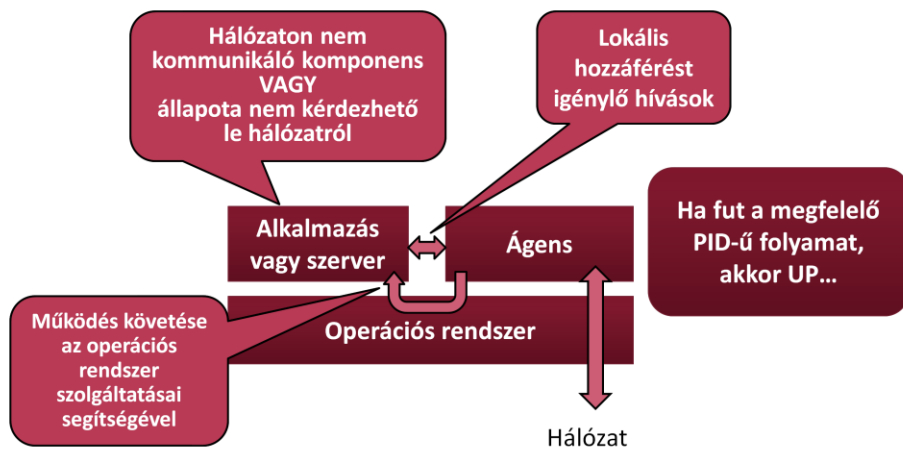 Hálózaton nem
kommunikáló komponens
VAGY
állapota nem kérdezhető
le hálózatról
Lokális
hozzáférést
igénylő hívások
Alkalmazás
vagy szerver
Ágens
Ha fut a megfelelő
PID-ű folyamat,
akkor UP...
Működés követése
az operációs
rendszer
szolgáltatásai
segítségével
Operációs rendszer
Hálózat